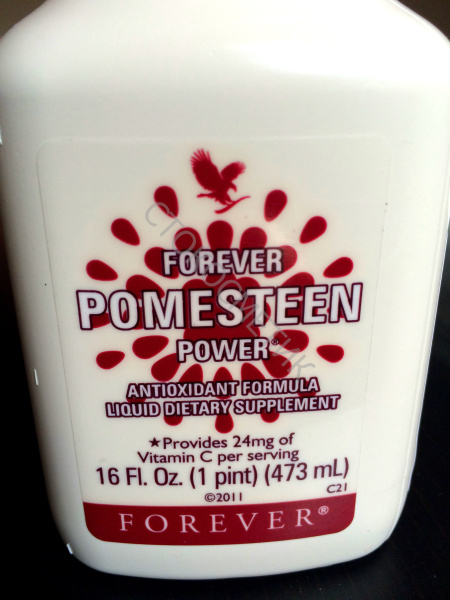 FOREVER
POMESTEEN
POWER®
ANTIOXIDANT FORMULA
LIQUID DIETARY SUPPLEMENT
★Provides 24mg of
Vitamin C per serving
16 Fl. Oz. (1 pint) (473 mL)
©2011
C21
FOREVER®